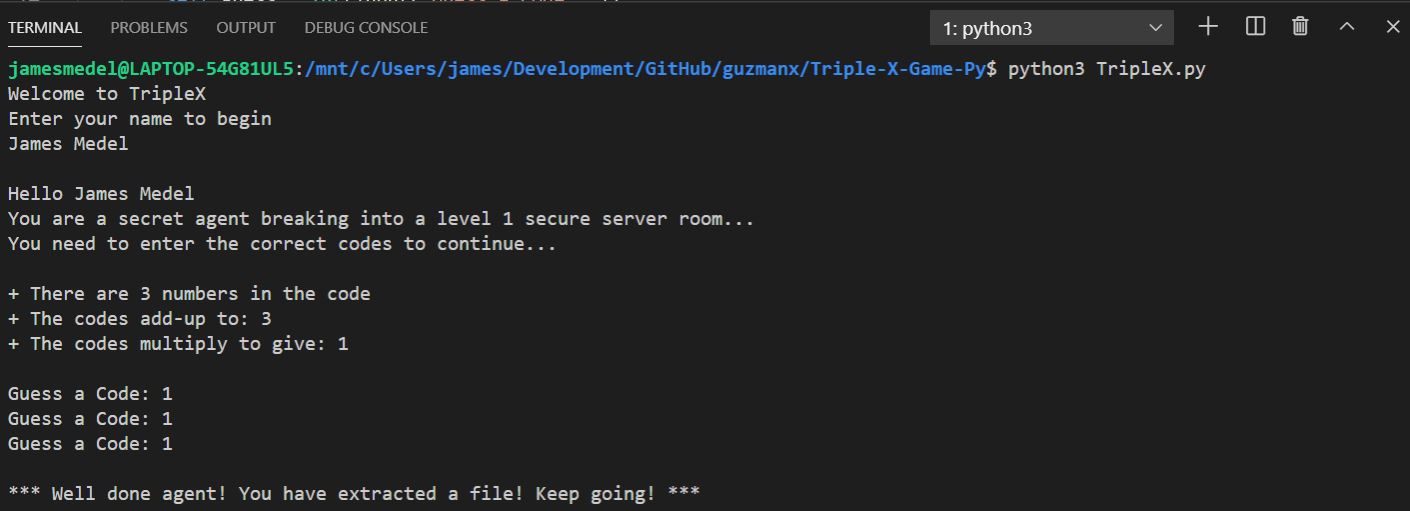 TERMINAL PROBLEMS OUTPUT DEBUG CONSOLE 1: python3
jamesmedel@LAPTOP-54G81UL5:/mnt/c/Users/james/Development/GitHub/guzmanx/Triple-X-Game-Py$ python3 TripleX.py
Welcome to TripleX
Enter your name to begin
James Medel
Hello James Medel
You are a secret agent breaking into a level 1 secure server room...
You need to enter the correct codes to continue...
+ There are 3 numbers in the code
+ The codes add-up to: 3
+ The codes multiply to give: 1
Guess a Code: 1
Guess a Code: 1
Guess a Code: 1
*** Well done agent! You have extracted a file! Keep going! ***